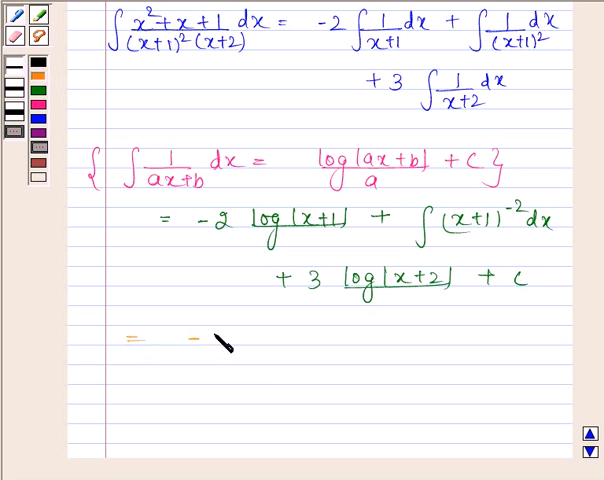 ∫ x²+x+1 / (x+1)²(x+2) dx = -2 ∫ 1/x+1 dx + ∫ 1/(x+1)² dx
+ 3 ∫ 1/x+2 dx
{ ∫ 1/ax+b dx = log|ax+b|/a + c }
= -2 log|x+1| + ∫ (x+1)⁻² dx
+ 3 log|x+2| + c
= -